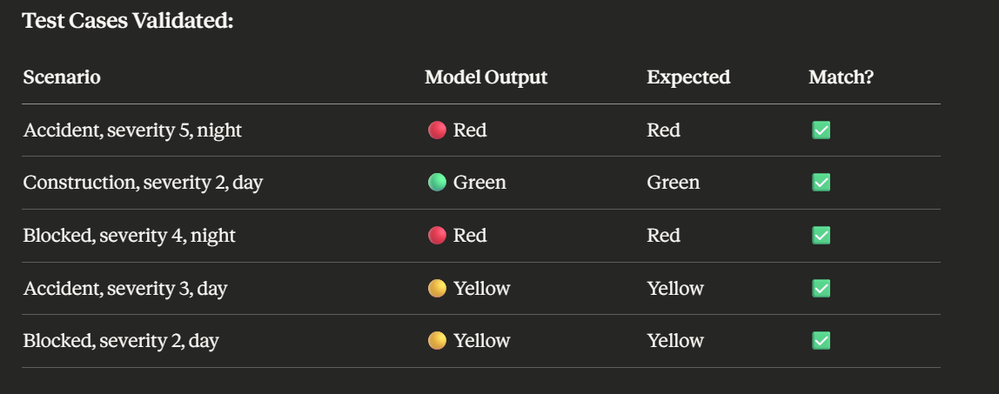 Test Cases Validated:
Scenario Model Output Expected Match?
Accident, severity 5, night Red Red
Construction, severity 2, day Green Green
Blocked, severity 4, night Red Red
Accident, severity 3, day Yellow Yellow
Blocked, severity 2, day Yellow Yellow